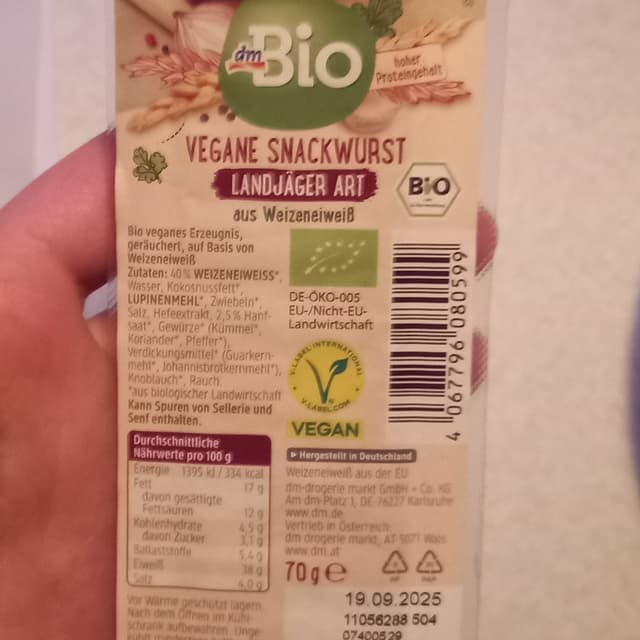 dm Bio
hoher
Proteingehalt
VEGANE SNACKWURST
LANDJÄGER ART
aus Weizeneiweiß
BiO
Bio veganes Erzeugnis,
geräuchert, auf Basis von
Weizeneiweiß
Zutaten: 40% WEIZENEIWEISS*,
Wasser, Kokosnussfett*,
LUPINENMEHL*, Zwiebeln*,
Salz, Hefeextrakt, 2,5% Hanf-
saat*, Gewürze* (Kümmel*,
Koriander*, Pfeffer*),
Verdickungsmittel* (Guarkern-
mehl*, Johannisbrotkernmehl*),
Knoblauch*, Rauch.
*aus biologischer Landwirtschaft
Kann Spuren von Sellerie und
Senf enthalten.
DE-ÖKO-005
EU-/Nicht-EU-
Landwirtschaft
V-LABEL INTERNATIONAL
V-LABEL.COM
VEGAN
4 067796 080599
Durchschnittliche
Nährwerte pro 100 g
Energie 1395 kJ / 334 kcal
Fett 17 g
davon gesättigte
Fettsäuren 12 g
Kohlenhydrate 4,9 g
davon Zucker 3,1 g
Ballaststoffe 5,4 g
Eiweiß 38 g
Salz 4,0 g
Vor Wärme geschützt lagern.
Nach dem Öffnen im Kühl-
schrank aufbewahren. Unge
Hergestellt in Deutschland
Weizeneiweiß aus der EU
dm-drogerie markt GmbH + Co. KG
Am dm-Platz 1, DE-76227 Karlsruhe
www.dm.de
Vertrieb in Österreich:
dm drogerie markt, AT-5071 Wals
www.dm.at
70 g e
19.09.2025
11056288 504
07400529